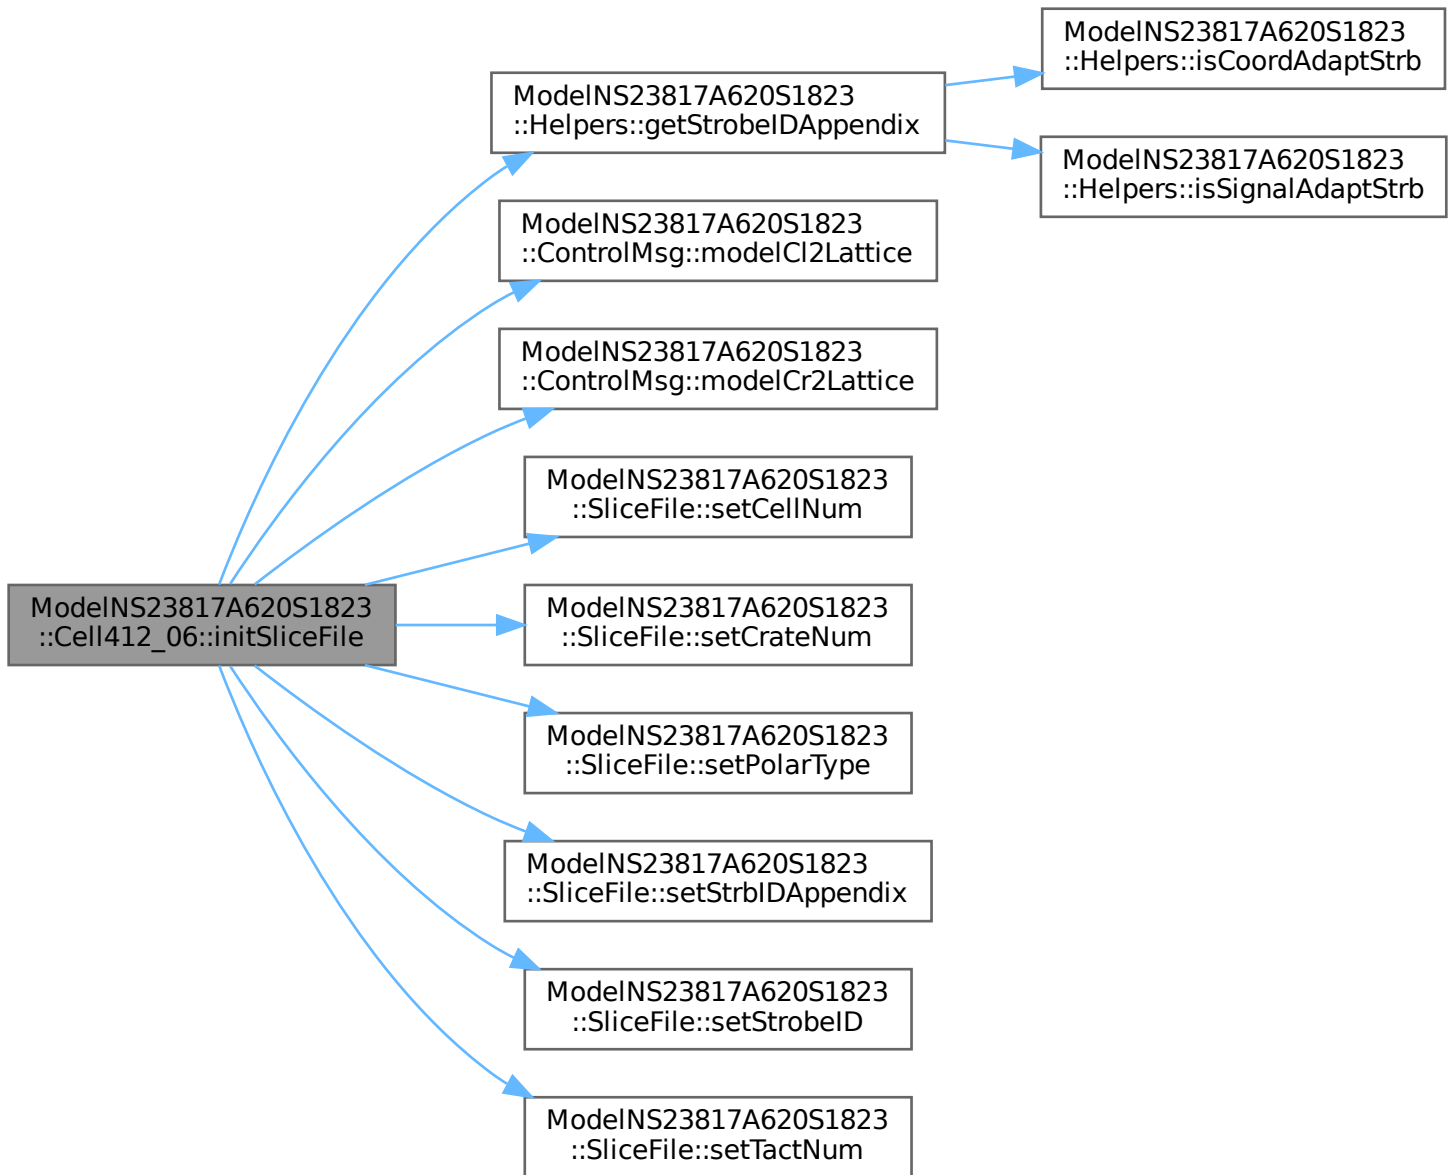 ModelNS23817A620S1823
::Helpers::isCoordAdaptStrb
ModelNS23817A620S1823
::Helpers::getStrobeIDAppendix
ModelNS23817A620S1823
::Helpers::isSignalAdaptStrb
ModelNS23817A620S1823
::ControlMsg::modelCl2Lattice
ModelNS23817A620S1823
::ControlMsg::modelCr2Lattice
ModelNS23817A620S1823
::SliceFile::setCellNum
ModelNS23817A620S1823
::Cell412_06::initSliceFile
ModelNS23817A620S1823
::SliceFile::setCrateNum
ModelNS23817A620S1823
::SliceFile::setPolarType
ModelNS23817A620S1823
::SliceFile::setStrbIDAppendix
ModelNS23817A620S1823
::SliceFile::setStrobeID
ModelNS23817A620S1823
::SliceFile::setTactNum